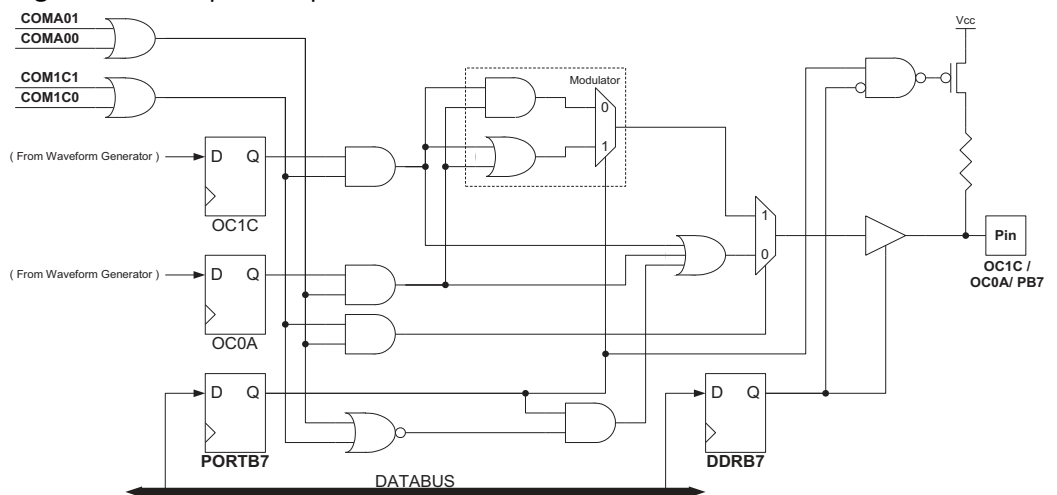 COMA01
COMA00
COM1C1
COM1C0
Modulator
0
1
Vcc
( From Waveform Generator )
D Q
OC1C
1
0
Pin
OC1C /
OC0A/ PB7
( From Waveform Generator )
D Q
OC0A
D Q
PORTB7
D Q
DDRB7
DATABUS